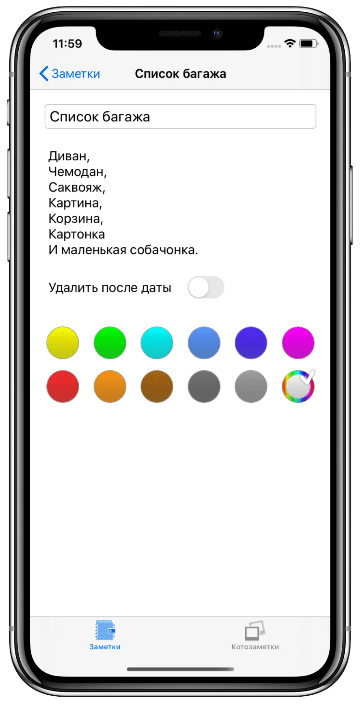 11:59
Заметки
Список багажа
Список багажа
Диван,
Чемодан,
Саквояж,
Картина,
Корзина,
Картонка
И маленькая собачонка.
Удалить после даты
Заметки
Котозаметки